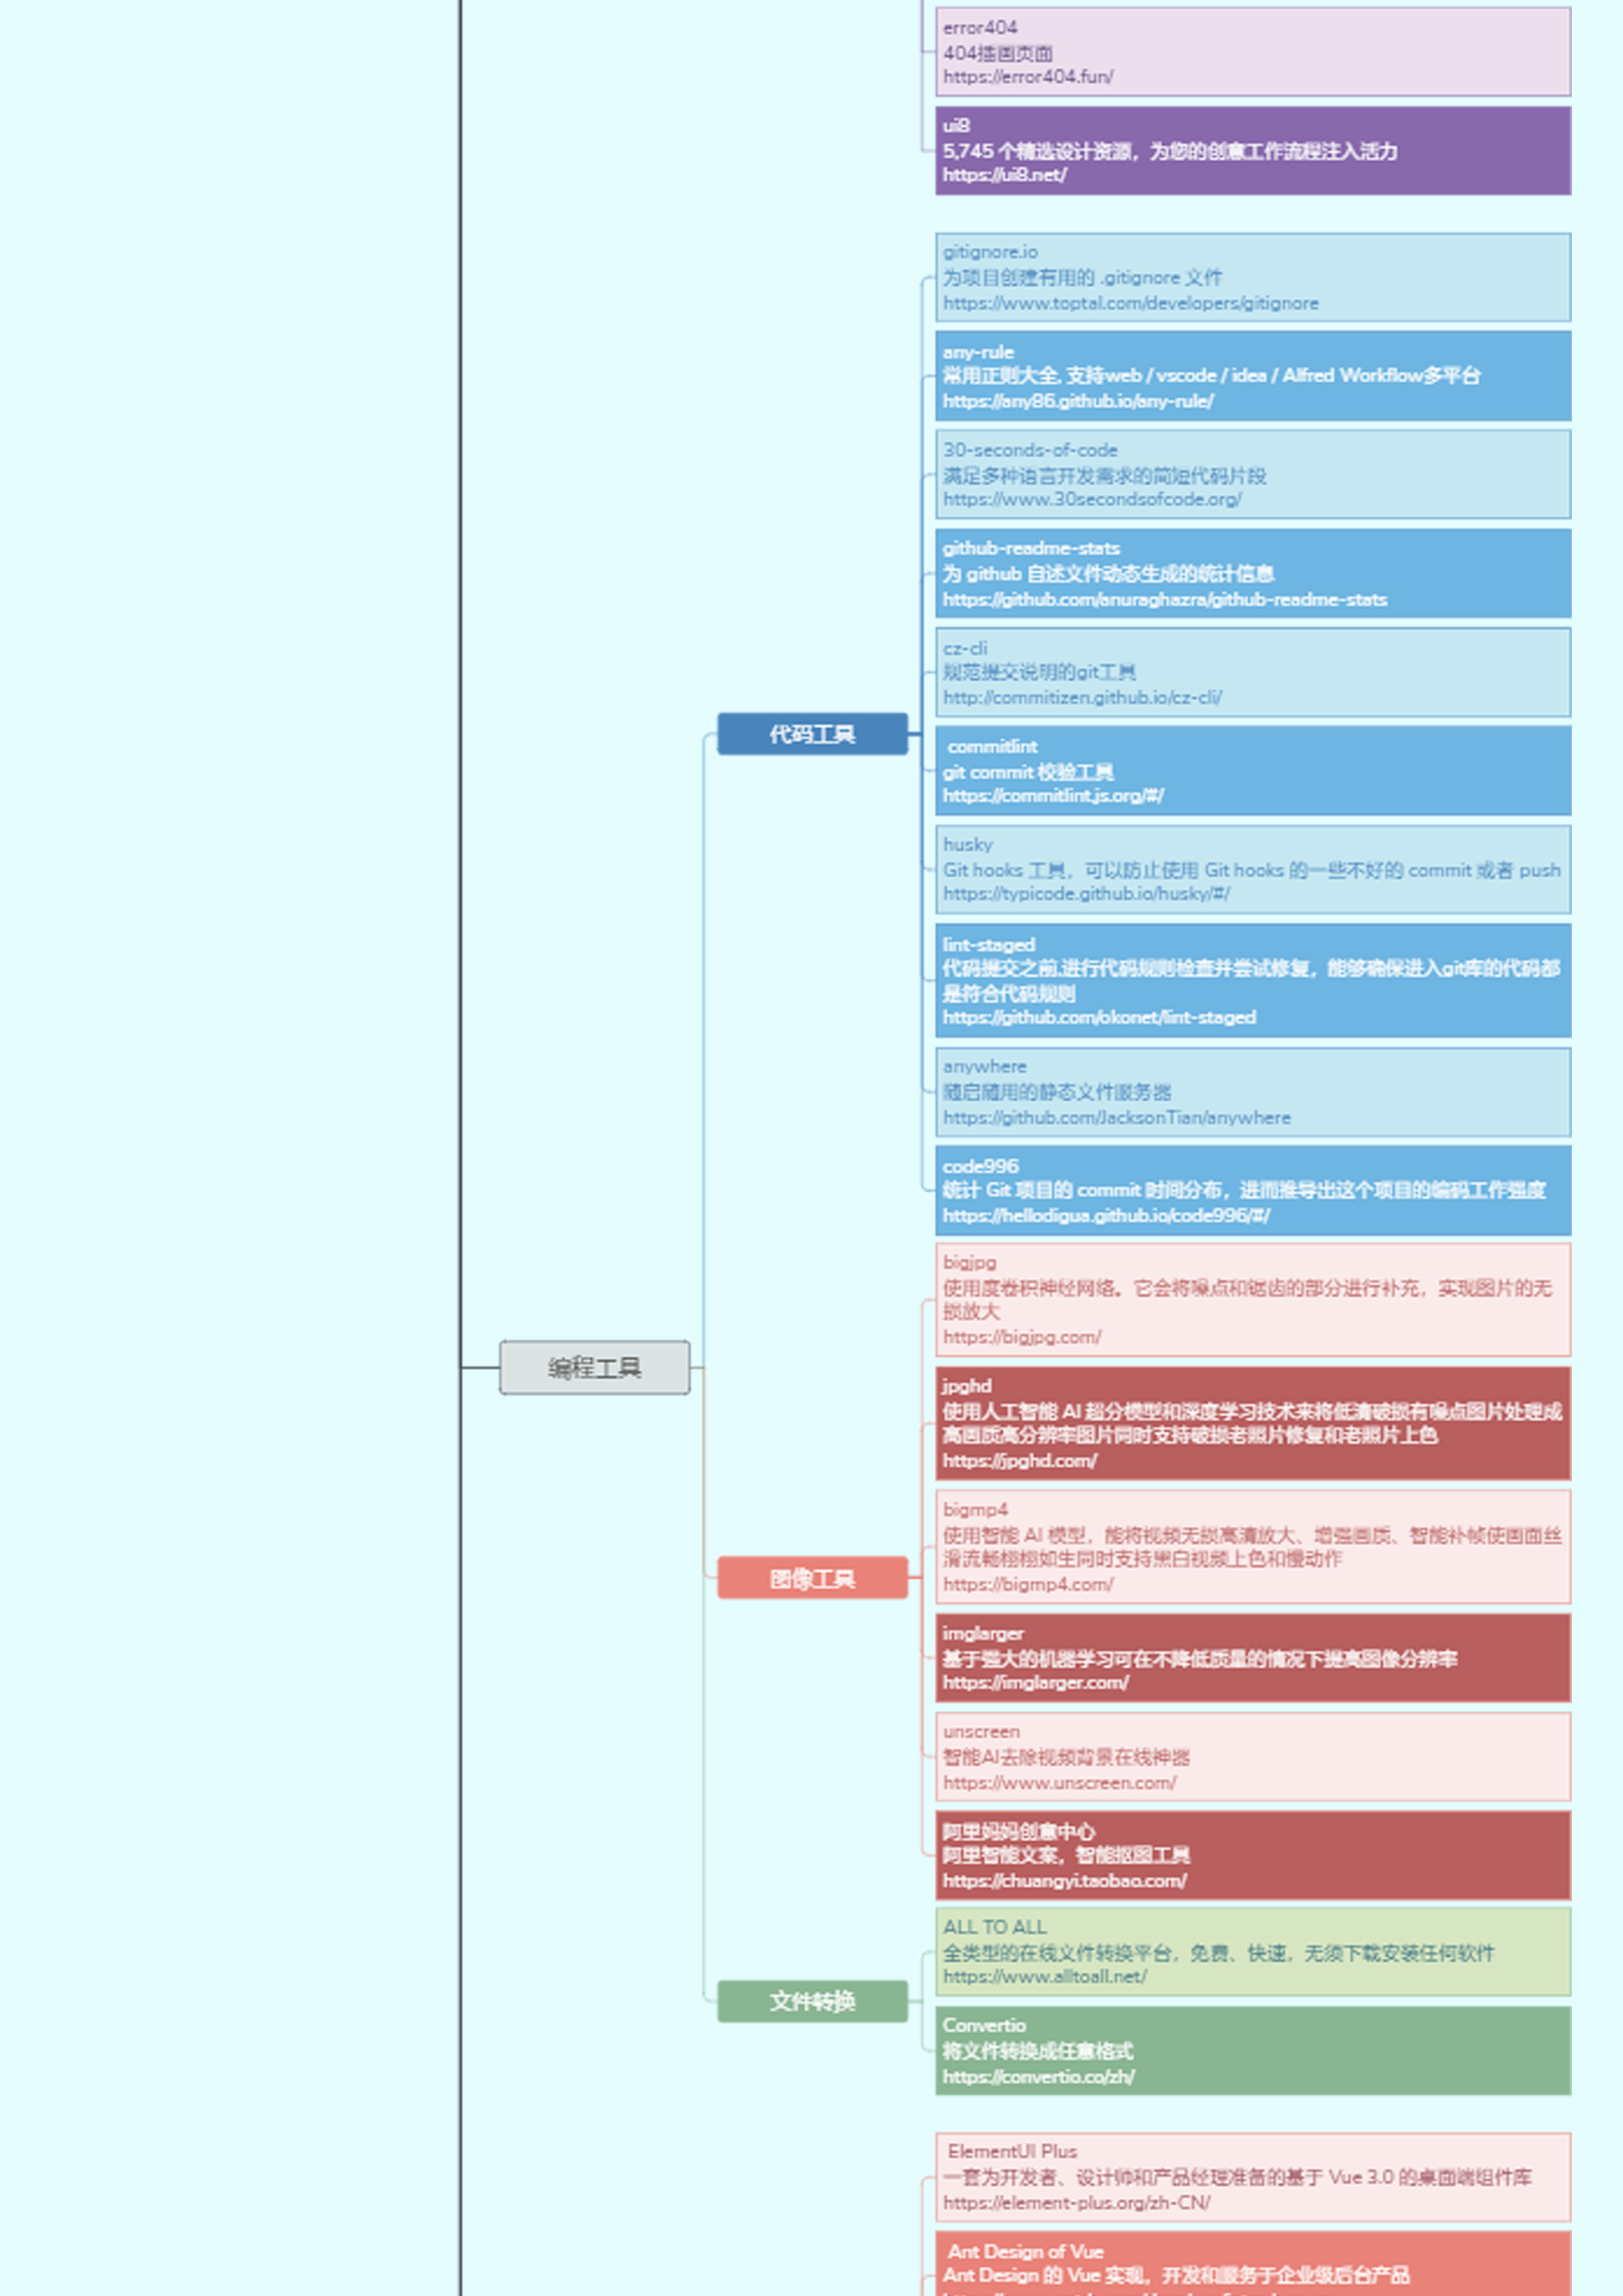 error404
404插画页面
https://error404.fun/
ui8
5,745 个精选设计资源，为您的创意工作流程注入活力
https://ui8.net/
gitignore.io
为项目创建有用的 .gitignore 文件
https://www.toptal.com/developers/gitignore
any-rule
常用正则大全, 支持web / vscode / idea / Alfred Workflow多平台
https://any86.github.io/any-rule/
30-seconds-of-code
满足多种语言开发需求的简短代码片段
https://www.30secondsofcode.org/
github-readme-stats
为 github 自述文件动态生成的统计信息
https://github.com/anuraghazra/github-readme-stats
cz-cli
规范提交说明的git工具
http://commitizen.github.io/cz-cli/
代码工具
commitlint
git commit 校验工具
https://commitlint.js.org/#/
husky
Git hooks 工具，可以防止使用 Git hooks 的一些不好的 commit 或者 push
https://typicode.github.io/husky/#/
lint-staged
代码提交之前,进行代码规则检查并尝试修复，能够确保进入git库的代码都
是符合代码规则
https://github.com/okonet/lint-staged
anywhere
随启随用的静态文件服务器
https://github.com/JacksonTian/anywhere
code996
统计 Git 项目的 commit 时间分布，进而推导出这个项目的编码工作强度
https://hellodigua.github.io/code996/#/
编程工具
bigjpg
使用度卷积神经网络。它会将噪点和锯齿的部分进行补充，实现图片的无
损放大
https://bigjpg.com/
jpghd
使用人工智能 AI 超分模型和深度学习技术来将低清破损有噪点图片处理成
高画质高分辨率图片同时支持破损老照片修复和老照片上色
https://jpghd.com/
bigmp4
使用智能 AI 模型，能将视频无损高清放大、增强画质、智能补帧使画面丝
滑流畅栩栩如生同时支持黑白视频上色和慢动作
https://bigmp4.com/
图像工具
imglarger
基于强大的机器学习可在不降低质量的情况下提高图像分辨率
https://imglarger.com/
unscreen
智能AI去除视频背景在线神器
https://www.unscreen.com/
阿里妈妈创意中心
阿里智能文案，智能抠图工具
https://chuangyi.taobao.com/
ALL TO ALL
全类型的在线文件转换平台，免费、快速，无须下载安装任何软件
https://www.alltoall.net/
文件转换
Convertio
将文件转换成任意格式
https://convertio.co/zh/
ElementUI Plus
一套为开发者、设计师和产品经理准备的基于 Vue 3.0 的桌面端组件库
https://element-plus.org/zh-CN/
Ant Design of Vue
Ant Design 的 Vue 实现，开发和服务于企业级后台产品